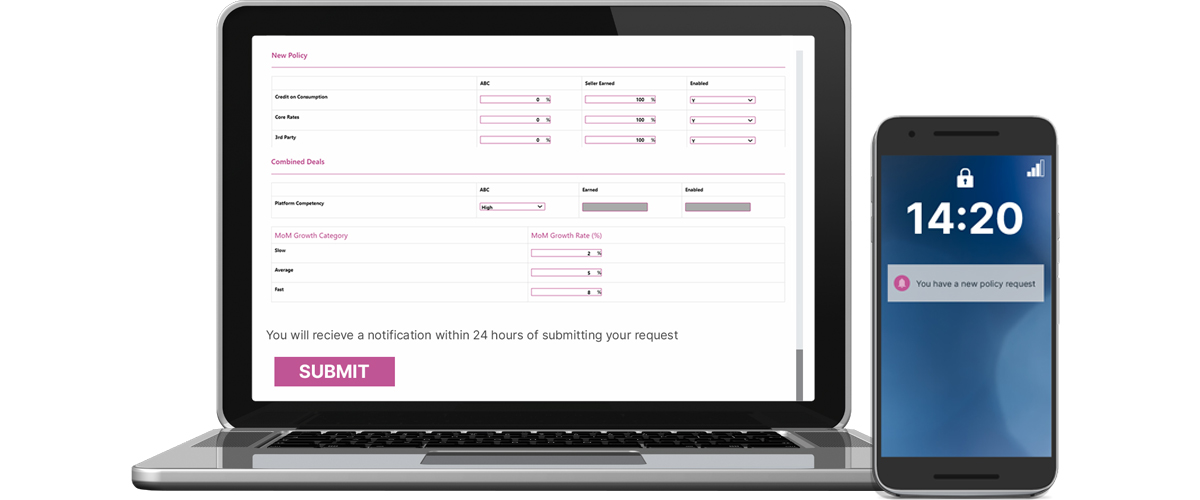 New Policy
ABC Seller Earned Enabled
Credit on Consumption 0 % 100 % y
Core Rates 0 % 100 % y
3rd Party 0 % 100 % y
Combined Deals
ABC Earned Enabled
Platform Competency High
MoM Growth Category MoM Growth Rate (%)
Slow 2 %
Average 5 %
Fast 8 %
You will recieve a notification within 24 hours of submitting your request
SUBMIT
14:20
You have a new policy request